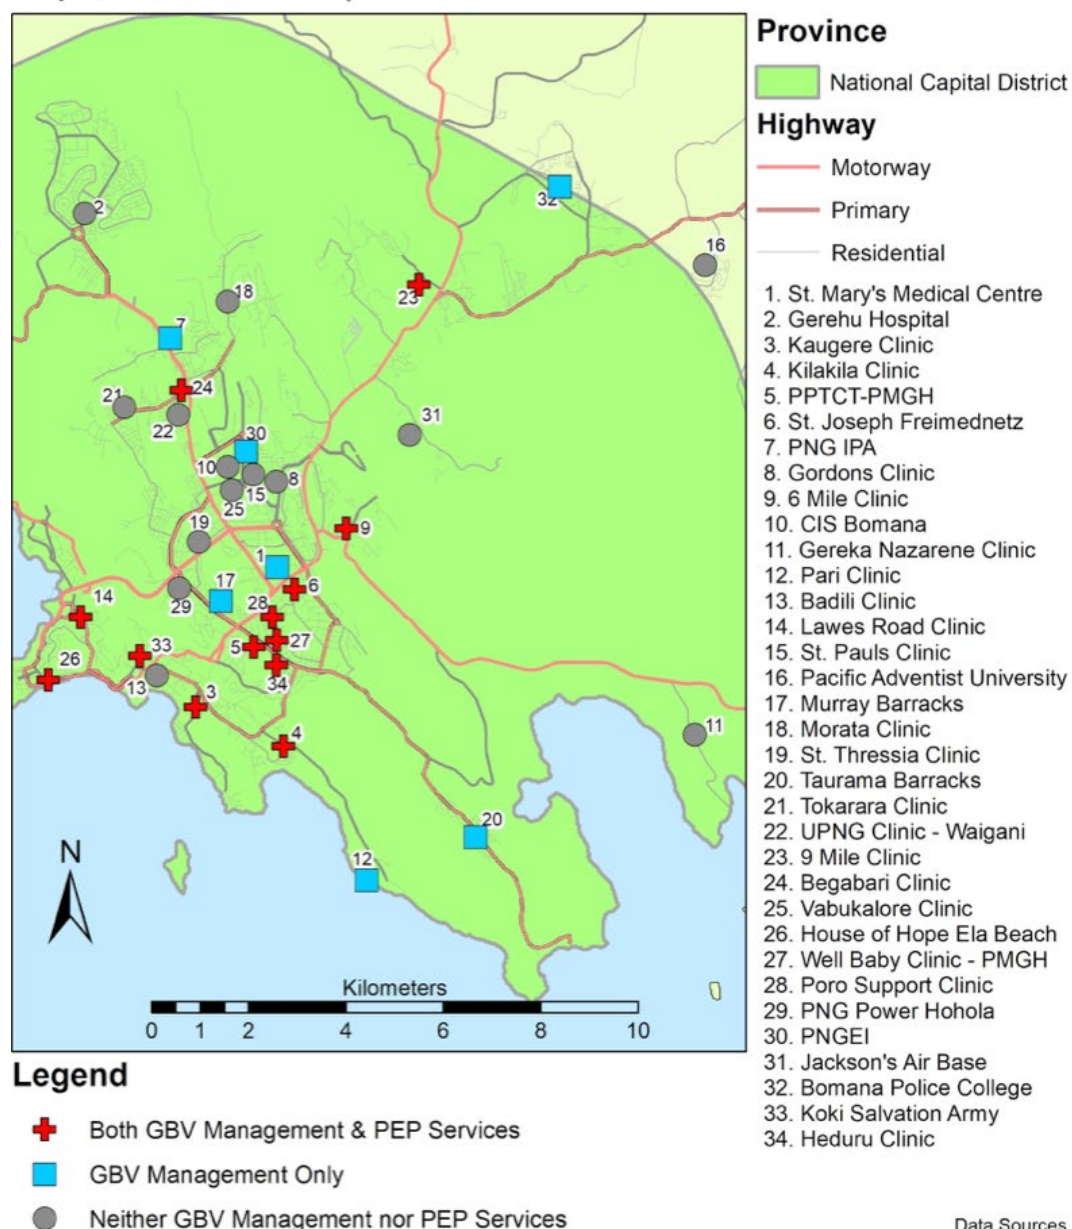 Province
National Capital District
Highway
Motorway
Primary
Residential
1. St. Mary's Medical Centre
2. Gerehu Hospital
3. Kaugere Clinic
4. Kilakila Clinic
5. PPTCT-PMGH
6. St. Joseph Freimednetz
7. PNG IPA
8. Gordons Clinic
9. 6 Mile Clinic
10. CIS Bomana
11. Gereka Nazarene Clinic
12. Pari Clinic
13. Badili Clinic
14. Lawes Road Clinic
15. St. Pauls Clinic
16. Pacific Adventist University
17. Murray Barracks
18. Morata Clinic
19. St. Thressia Clinic
20. Taurama Barracks
21. Tokarara Clinic
22. UPNG Clinic - Waigani
23. 9 Mile Clinic
24. Begabari Clinic
25. Vabukalore Clinic
26. House of Hope Ela Beach
27. Well Baby Clinic - PMGH
28. Poro Support Clinic
29. PNG Power Hohola
30. PNGEI
31. Jackson's Air Base
32. Bomana Police College
33. Koki Salvation Army
34. Heduru Clinic
2
32
16
23
18
7
24
21
22
31
30
10
15
8
25
9
19
1
6
17
29
28
14
27
5
33
34
26
13
3
11
4
20
12
N
Kilometers
0 1 2 4 6 8 10
Legend
Both GBV Management & PEP Services
GBV Management Only
Neither GBV Management nor PEP Services
Data Sources